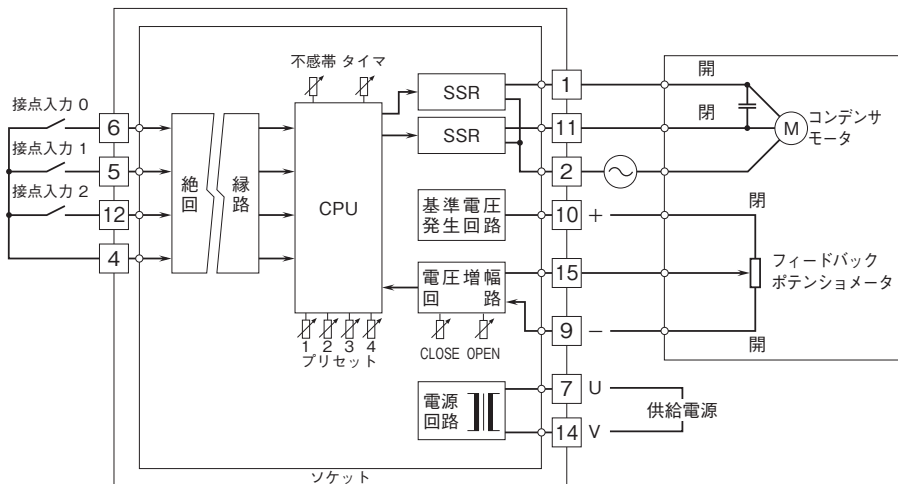 不感帯 タイマ
接点入力 0
6
接点入力 1
5
接点入力 2
12
4
絶縁
回路
CPU
SSR
SSR
基準電圧
発生回路
電圧増幅
回路
CLOSE OPEN
1 2 3 4
プリセット
電源
回路
ソケット
1
11
2
10 +
15
9 −
7 U
14 V
供給電源
開
閉
M
コンデンサ
モータ
閉
フィードバック
ポテンショメータ
開